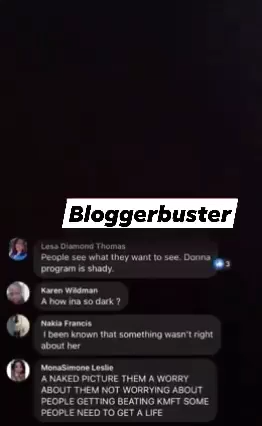 Bloggerbuster
Lesa Diamond Thomas
People see what they want to see. Donna
program is shady.
3
Karen Wildman
A how ina so dark ?
Nakia Francis
I been known that something wasn't right
about her
MonaSimone Leslie
A NAKED PICTURE THEM A WORRY
ABOUT THEM NOT WORRYING ABOUT
PEOPLE GETTING BEATING KMFT SOME
PEOPLE NEED TO GET A LIFE